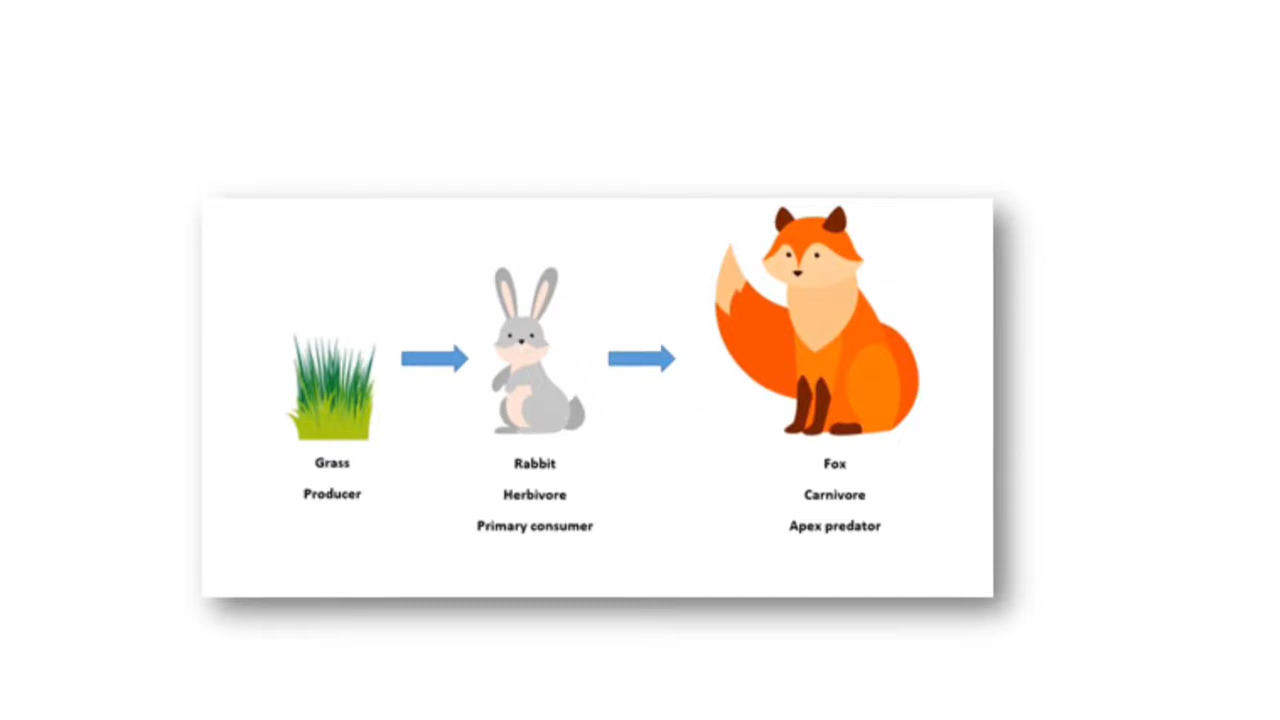 Grass
Producer
Rabbit
Herbivore
Primary consumer
Fox
Carnivore
Apex predator